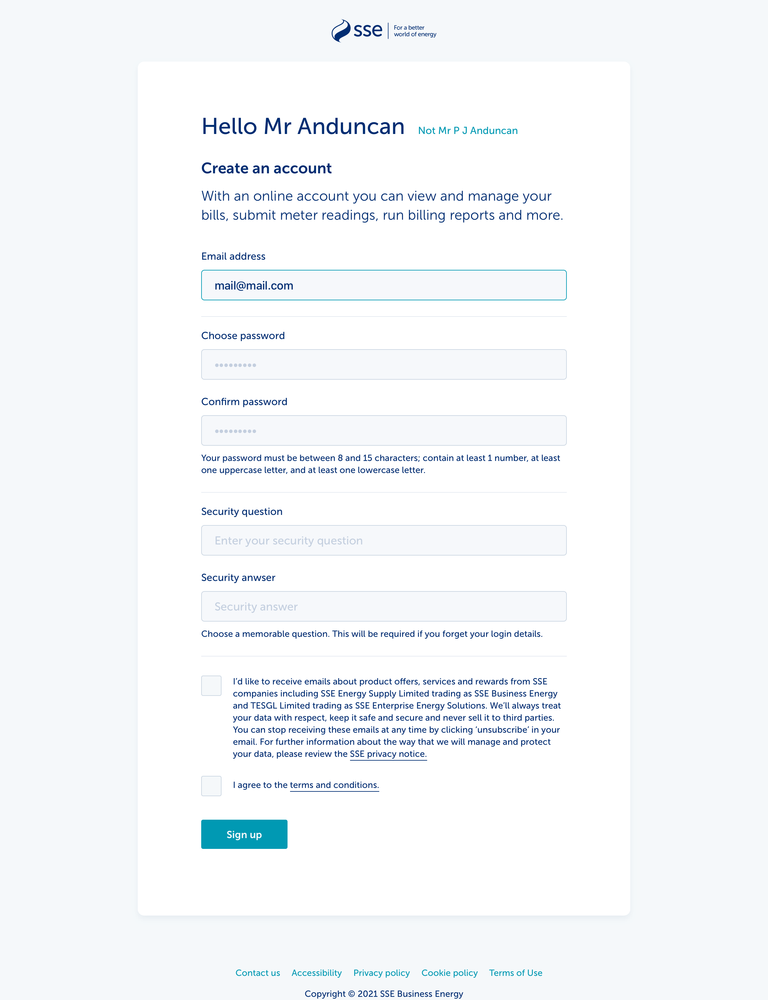 sse
For a better
world of energy
Hello Mr Anduncan Not Mr P J Anduncan
Create an account
With an online account you can view and manage your
bills, submit meter readings, run billing reports and more.
Email address
mail@mail.com
Choose password
•••••••••
Confirm password
•••••••••
Your password must be between 8 and 15 characters; contain at least 1 number, at least
one uppercase letter, and at least one lowercase letter.
Security question
Enter your security question
Security anwser
Security answer
Choose a memorable question. This will be required if you forget your login details.
I’d like to receive emails about product offers, services and rewards from SSE
companies including SSE Energy Supply Limited trading as SSE Business Energy
and TESGL Limited trading as SSE Enterprise Energy Solutions. We’ll always treat
your data with respect, keep it safe and secure and never sell it to third parties.
You can stop receiving these emails at any time by clicking ‘unsubscribe’ in your
email. For further information about the way that we will manage and protect
your data, please review the SSE privacy notice.
I agree to the terms and conditions.
Sign up
Contact us Accessibility Privacy policy Cookie policy Terms of Use
Copyright © 2021 SSE Business Energy